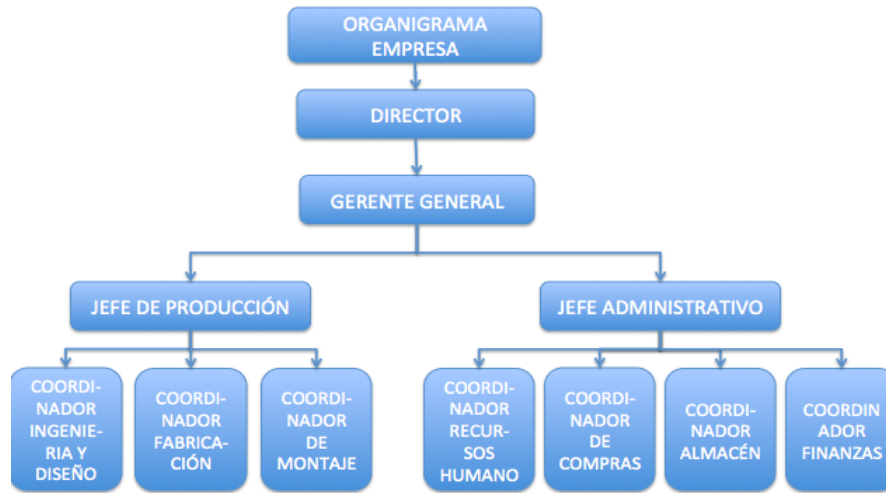 ORGANIGRAMA
EMPRESA
DIRECTOR
GERENTE GENERAL
JEFE DE PRODUCCIÓN
JEFE ADMINISTRATIVO
COORDI-
NADOR
INGENIE-
RIA Y
DISEÑO
COORDI-
NADOR
FABRICA-
CIÓN
COORDI-
NADOR
DE
MONTAJE
COORDI-
NADOR
RECUR-
SOS
HUMANO
COORDI-
NADOR
DE
COMPRAS
COORDI-
NADOR
ALMACÉN
COORDIN
ADOR
FINANZAS